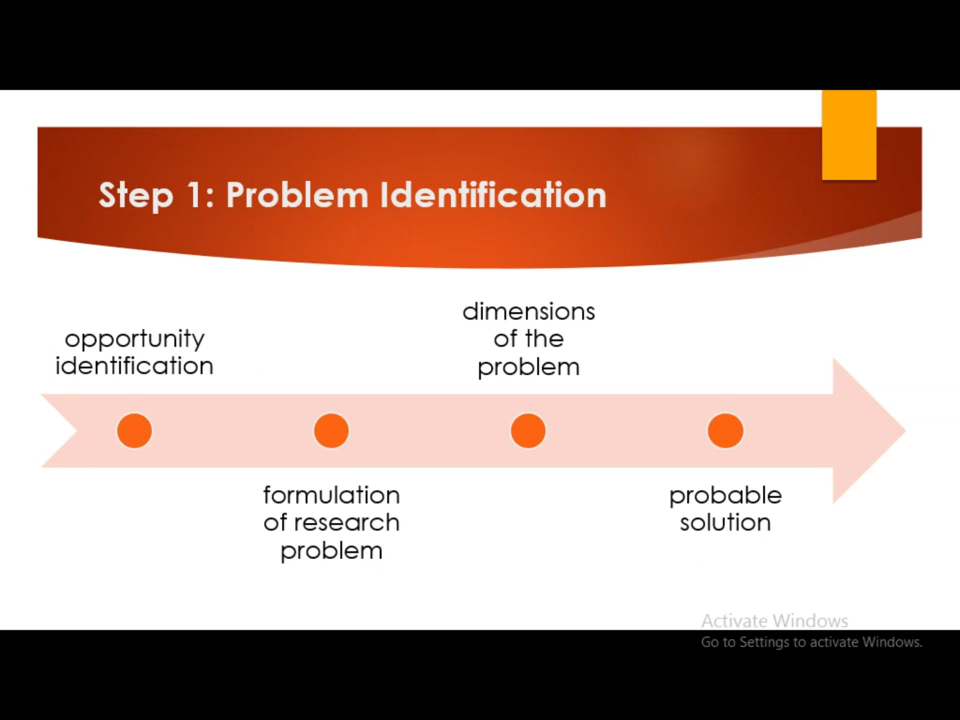 Step 1: Problem Identification
opportunity
identification
formulation
of research
problem
dimensions
of the
problem
probable
solution
Activate Windows
Go to Settings to activate Windows.